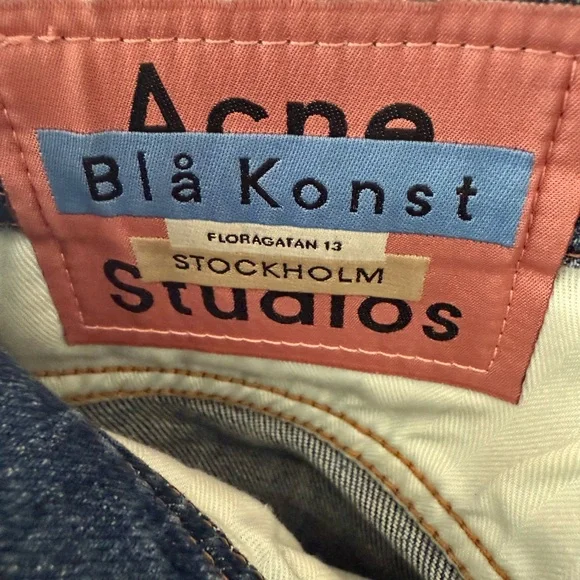 Acne
Blå Konst
FLORAGATAN 13
STOCKHOLM
Studios